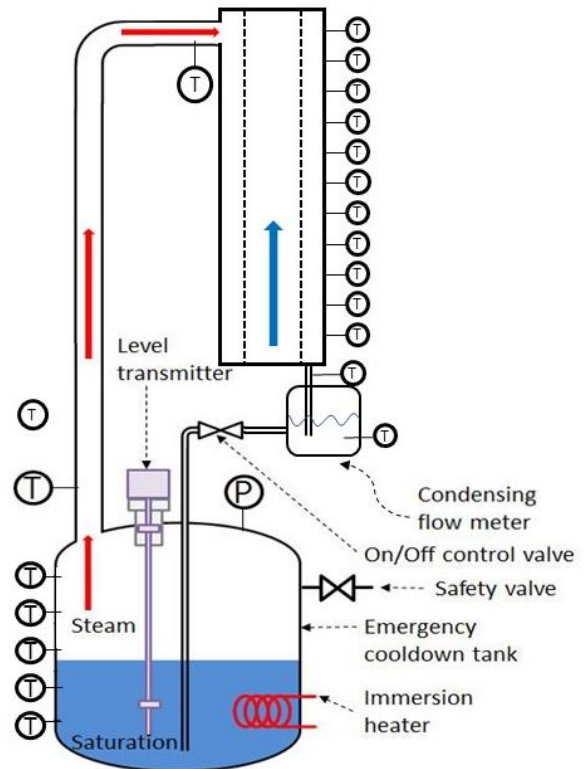 T
T
T
T
T
T
T
T
T
T
T
T
Level
transmitter
T
T
T
T
P
Condensing
flow meter
On/Off control valve
T
Safety valve
T
Steam
Emergency
cooldown tank
T
T
Immersion
heater
T
Saturation